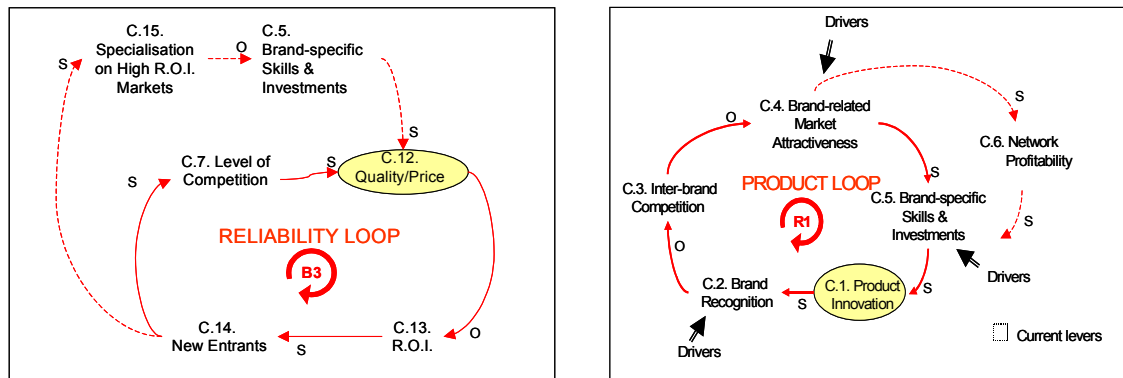 C.15.
Specialisation
on High R.O.I.
Markets
S
O
C.5.
Brand-specific
Skills &
Investments
S
C.7. Level of
Competition
S
S
C.12.
Quality/Price
RELIABILITY LOOP
B3
C.14.
New Entrants
S
C.13.
R.O.I.
O
Drivers
C.4. Brand-related
Market
Attractiveness
O
S
C.6. Network
Profitability
C.3. Inter-brand
Competition
PRODUCT LOOP
R1
S
C.5. Brand-specific
Skills &
Investments
S
O
Drivers
C.2. Brand
Recognition
S
C.1. Product
Innovation
S
Drivers
Current levers